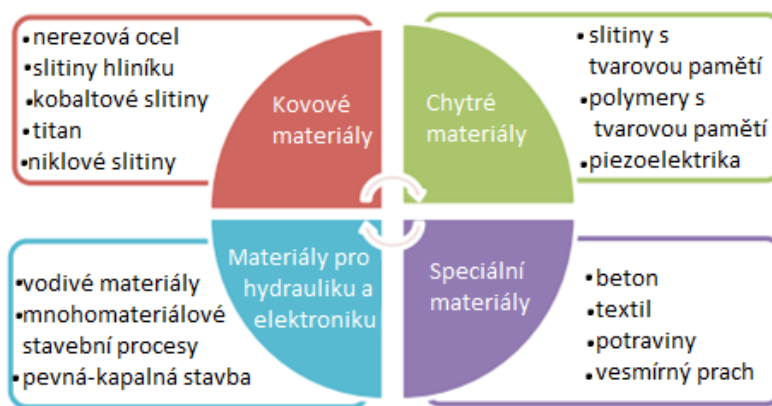 •nerezová ocel
•slitiny hliníku
•kobaltové slitiny
•titan
•niklové slitiny
Kovové
materiály
Chytré
materiály
•slitiny s
tvarovou pamětí
•polymery s
tvarovou pamětí
•piezoelektrika
•vodivé materiály
•mnohomateriálové
stavební procesy
•pevná-kapalná stavba
Materiály pro
hydrauliku a
elektroniku
Speciální
materiály
•beton
•textil
•potraviny
•vesmírný prach